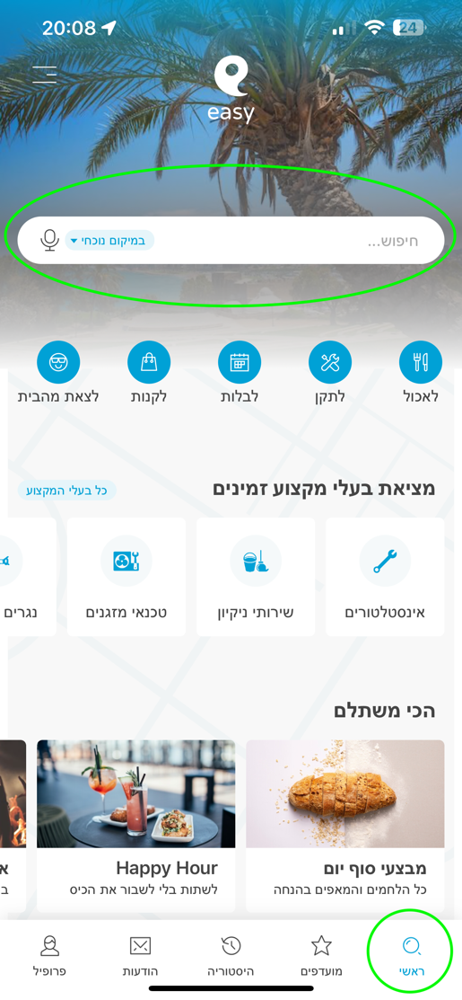 20:08
24
easy
חיפוש...
במיקום נוכחי
לאכול
לתקן
לבלות
לקנות
לצאת מהבית
מציאת בעלי מקצוע זמינים
כל בעלי המקצוע
אינסטלטורים
שירותי ניקיון
טכנאי מזגנים
נגרים
הכי משתלם
מבצעי סוף יום
כל הלחמים והמאפים בהנחה
Happy Hour
לשתות בלי לשבור את הכיס
ראשי
מועדפים
היסטוריה
הודעות
פרופיל